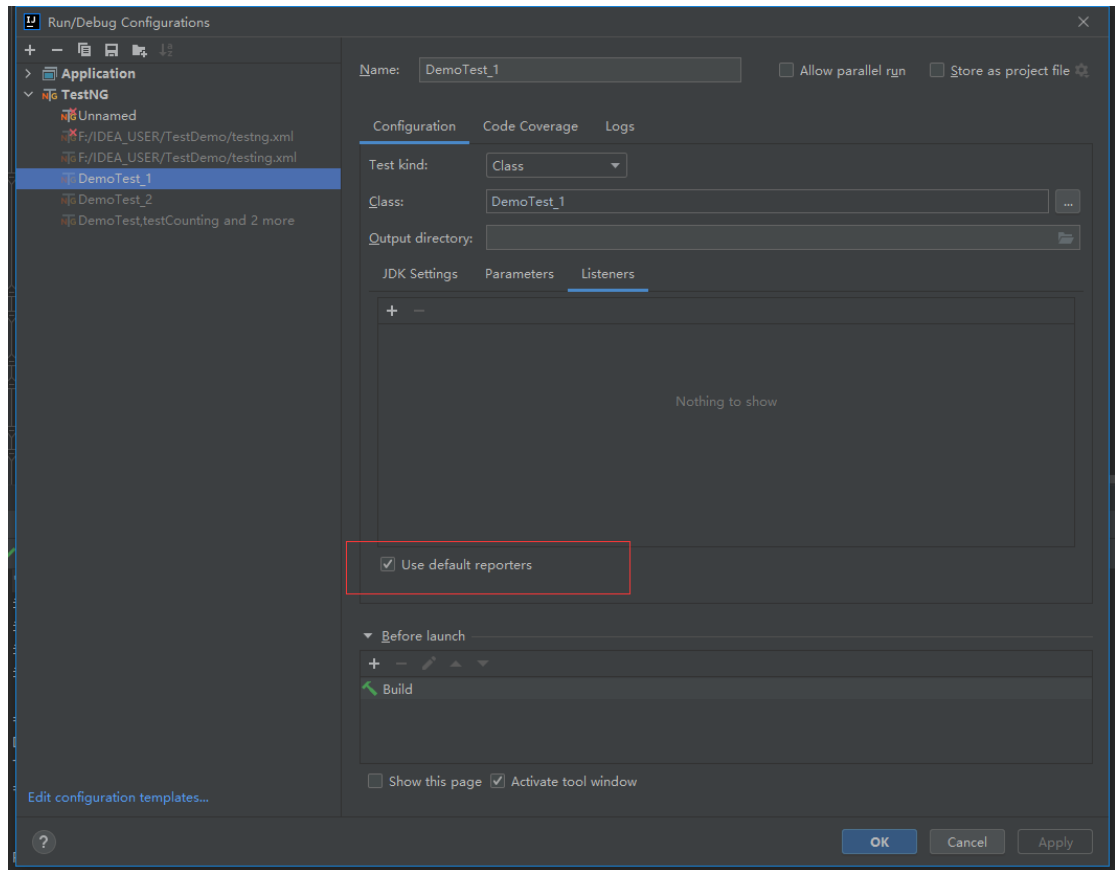 Run/Debug Configurations
Application
TestNG
Unnamed
F:/IDEA_USER/TestDemo/testng.xml
F:/IDEA_USER/TestDemo/testing.xml
DemoTest_1
DemoTest_2
DemoTest,testCounting and 2 more
Edit configuration templates...
Name: DemoTest_1 Allow parallel run Store as project file
Configuration Code Coverage Logs
Test kind: Class
Class: DemoTest_1 ...
Output directory:
JDK Settings Parameters Listeners
Nothing to show
Use default reporters
Before launch
Build
Show this page Activate tool window
? OK Cancel Apply